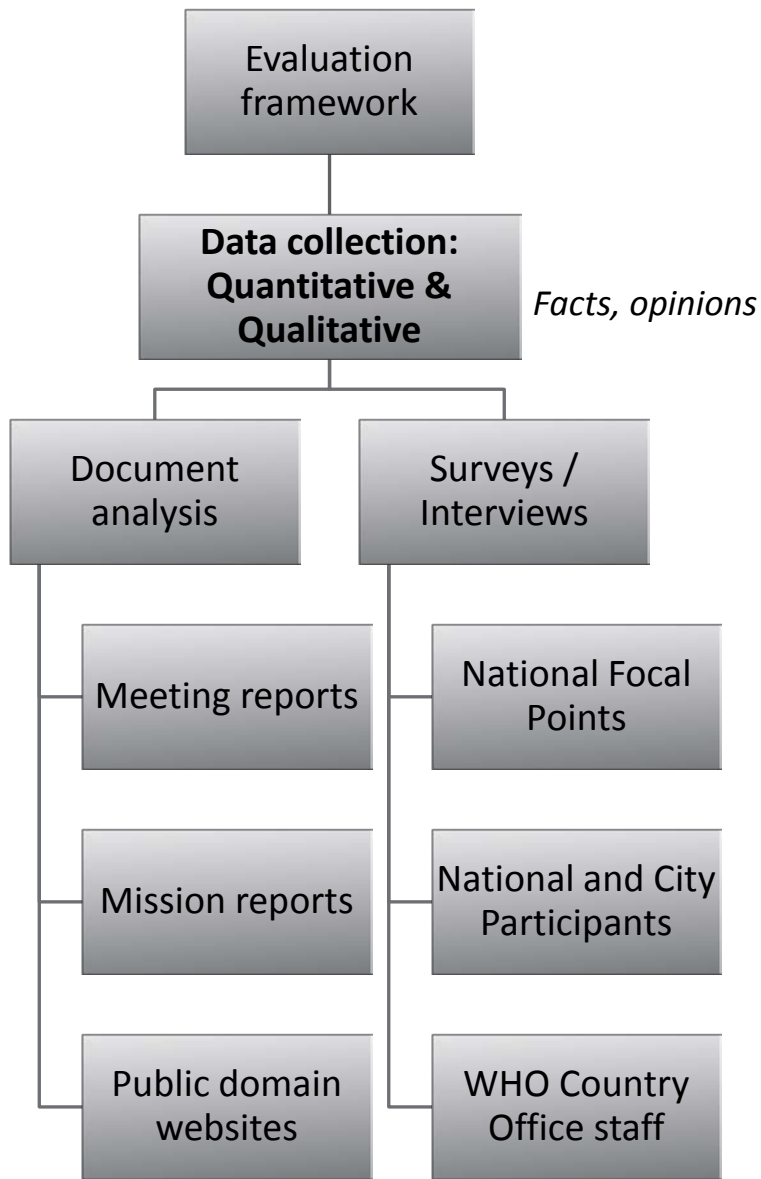 Evaluation
framework
Data collection:
Quantitative &
Qualitative
Facts, opinions
Document
analysis
Surveys /
Interviews
Meeting reports
National Focal
Points
Mission reports
National and City
Participants
Public domain
websites
WHO Country
Office staff